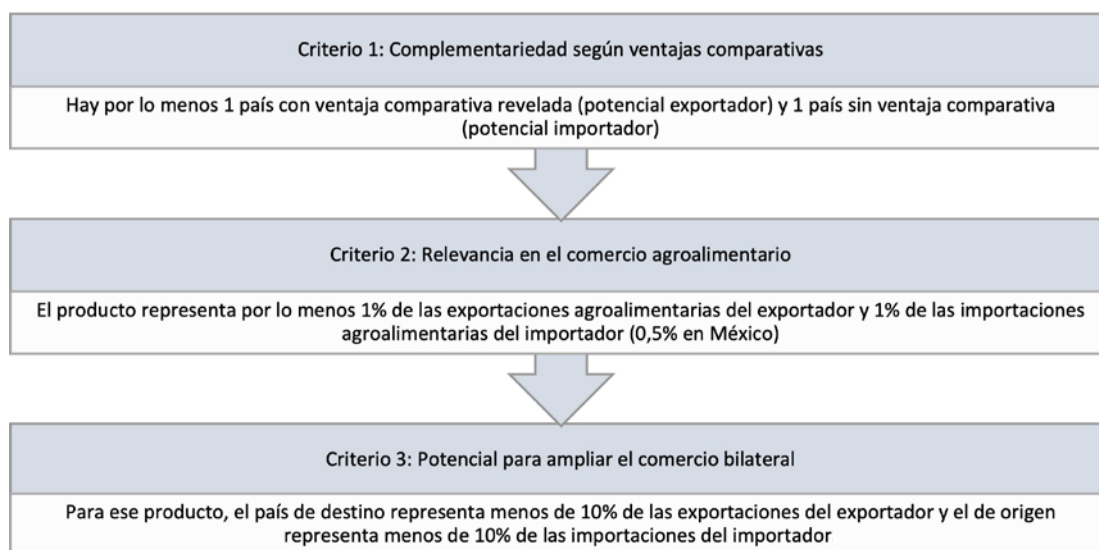 Criterio 1: Complementariedad según ventajas comparativas
Hay por lo menos 1 país con ventaja comparativa revelada (potencial exportador) y 1 país sin ventaja comparativa
(potencial importador)
Criterio 2: Relevancia en el comercio agroalimentario
El producto representa por lo menos 1% de las exportaciones agroalimentarias del exportador y 1% de las importaciones
agroalimentarias del importador (0,5% en México)
Criterio 3: Potencial para ampliar el comercio bilateral
Para ese producto, el país de destino representa menos de 10% de las exportaciones del exportador y el de origen
representa menos de 10% de las importaciones del importador